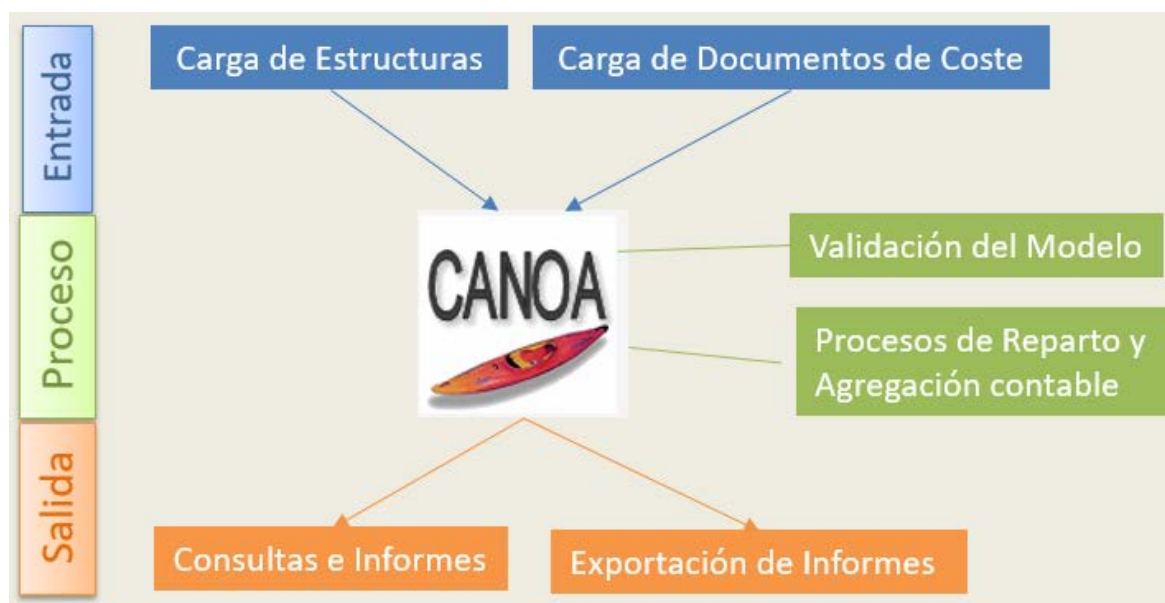 Entrada
Carga de Estructuras
Carga de Documentos de Coste
Proceso
CANOA
Validación del Modelo
Procesos de Reparto y
Agregación contable
Salida
Consultas e Informes
Exportación de Informes